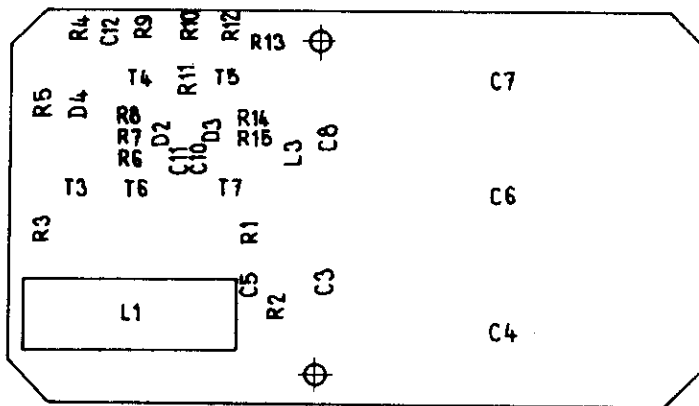 R4 C12 R9 R10 R12 R13
T4 R11 T5 C7
R5 D4 R8 R14
R7 D2 D3 R15 C8
R6 C11 C10 L3
T3 T6 T7 C6
R3 R1
C5 C3
L1 R2
C4